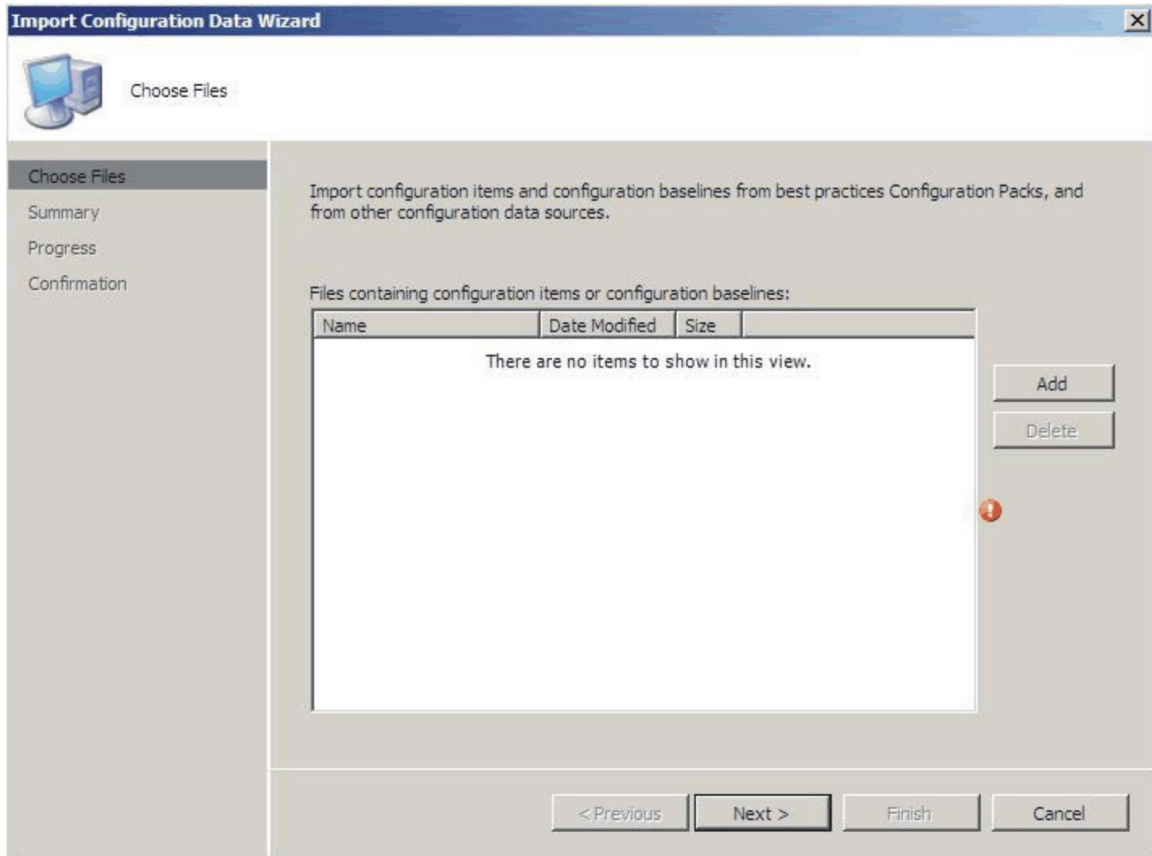 Import Configuration Data Wizard
Choose Files
Choose Files
Summary
Progress
Confirmation
Import configuration items and configuration baselines from best practices Configuration Packs, and
from other configuration data sources.
Files containing configuration items or configuration baselines:
Name Date Modified Size
There are no items to show in this view.
Add
Delete
< Previous Next > Finish Cancel